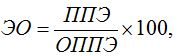 ЭО = ППЭ / ОППЭ × 100,